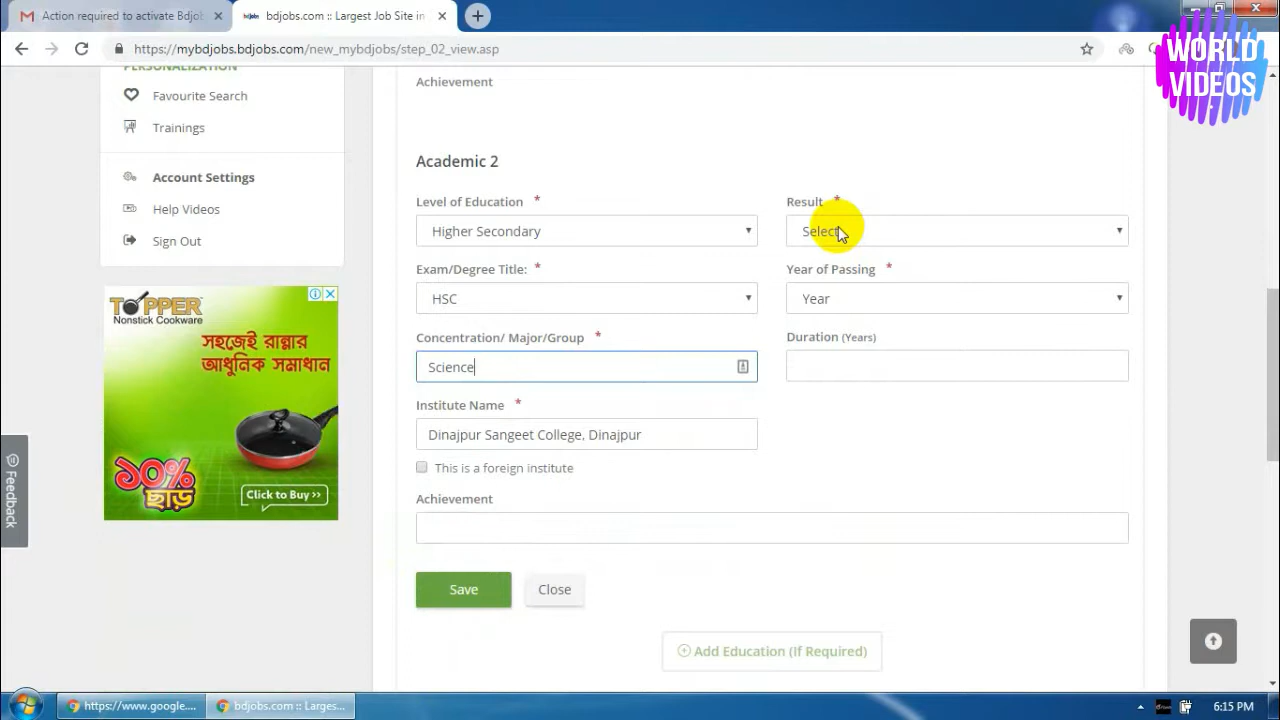 Action required to activate Bdjob
bdjobs.com :: Largest Job Site in
https://mybdjobs.bdjobs.com/new_mybdjobs/step_02_view.asp
WORLD
VIDEOS
PERSONALIZATION
Favourite Search
Trainings
Account Settings
Help Videos
Sign Out
TOPPER
Nonstick Cookware
সহজেই রান্নার
আধুনিক সমাধান
১০%
ছাড়
Click to Buy >>
Feedback
Achievement
Academic 2
Level of Education *
Result *
Higher Secondary
Select
Exam/Degree Title: *
Year of Passing *
HSC
Year
Concentration/ Major/Group *
Duration (Years)
Science
Institute Name *
Dinajpur Sangeet College, Dinajpur
This is a foreign institute
Achievement
Save
Close
Add Education (If Required)
https://www.google....
bdjobs.com :: Larges...
6:15 PM